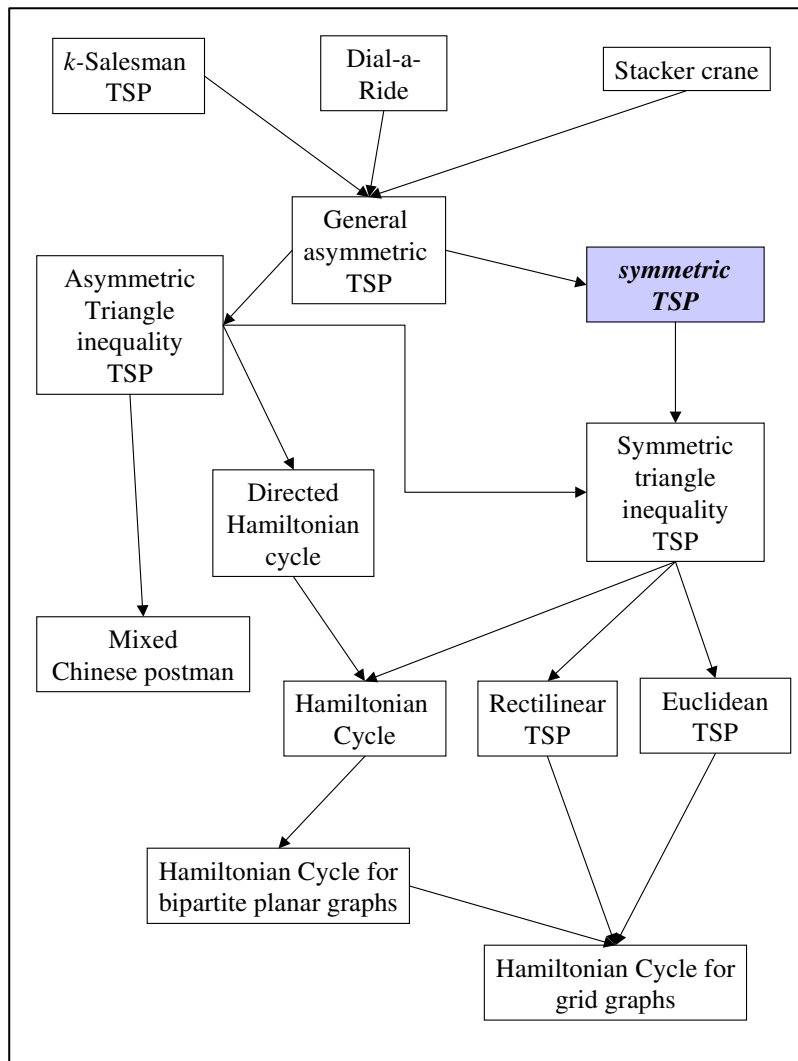 k-Salesman
TSP
Dial-a-
Ride
Stacker crane
General
asymmetric
TSP
Asymmetric
Triangle
inequality
TSP
symmetric
TSP
Symmetric
triangle
inequality
TSP
Directed
Hamiltonian
cycle
Mixed
Chinese postman
Hamiltonian
Cycle
Rectilinear
TSP
Euclidean
TSP
Hamiltonian Cycle for
bipartite planar graphs
Hamiltonian Cycle for
grid graphs